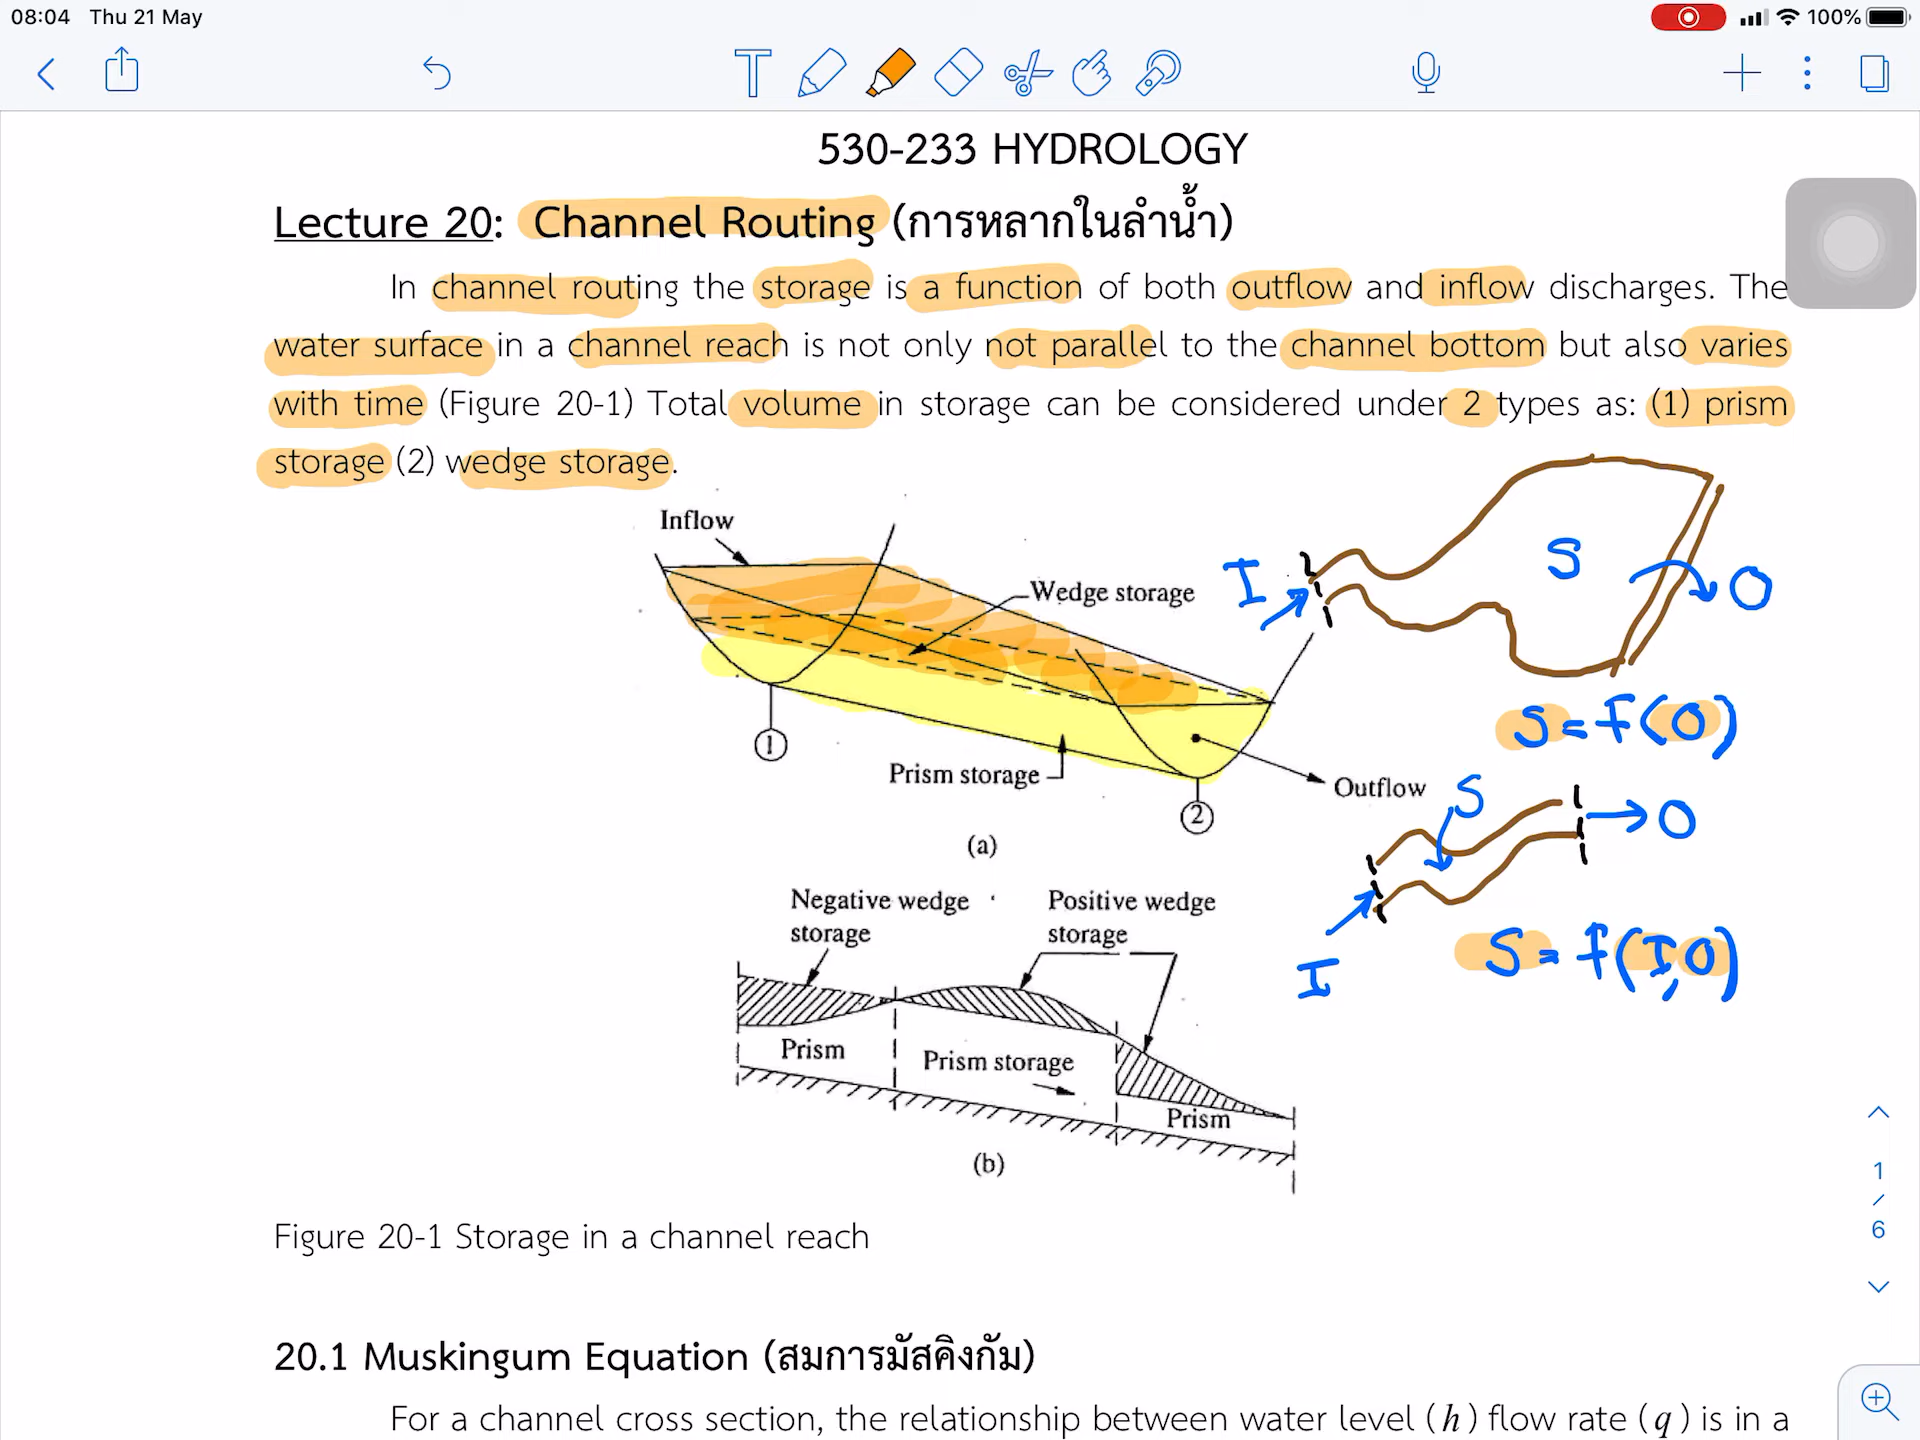 08:04 Thu 21 May
100%
T
530-233 HYDROLOGY
Lecture 20: Channel Routing (การหลากในลำน้ำ)
In channel routing the storage is a function of both outflow and inflow discharges. The
water surface in a channel reach is not only not parallel to the channel bottom but also varies
with time (Figure 20-1) Total volume in storage can be considered under 2 types as: (1) prism
storage (2) wedge storage.
Inflow
Wedge storage
Prism storage
Outflow
1
2
(a)
I
S
O
S = f(O)
S
O
I
S = f(I,O)
Negative wedge
storage
Positive wedge
storage
Prism
Prism storage
Prism
(b)
Figure 20-1 Storage in a channel reach
1
/
6
20.1 Muskingum Equation (สมการมัสคิงกัม)
For a channel cross section, the relationship between water level (h) flow rate (q) is in a